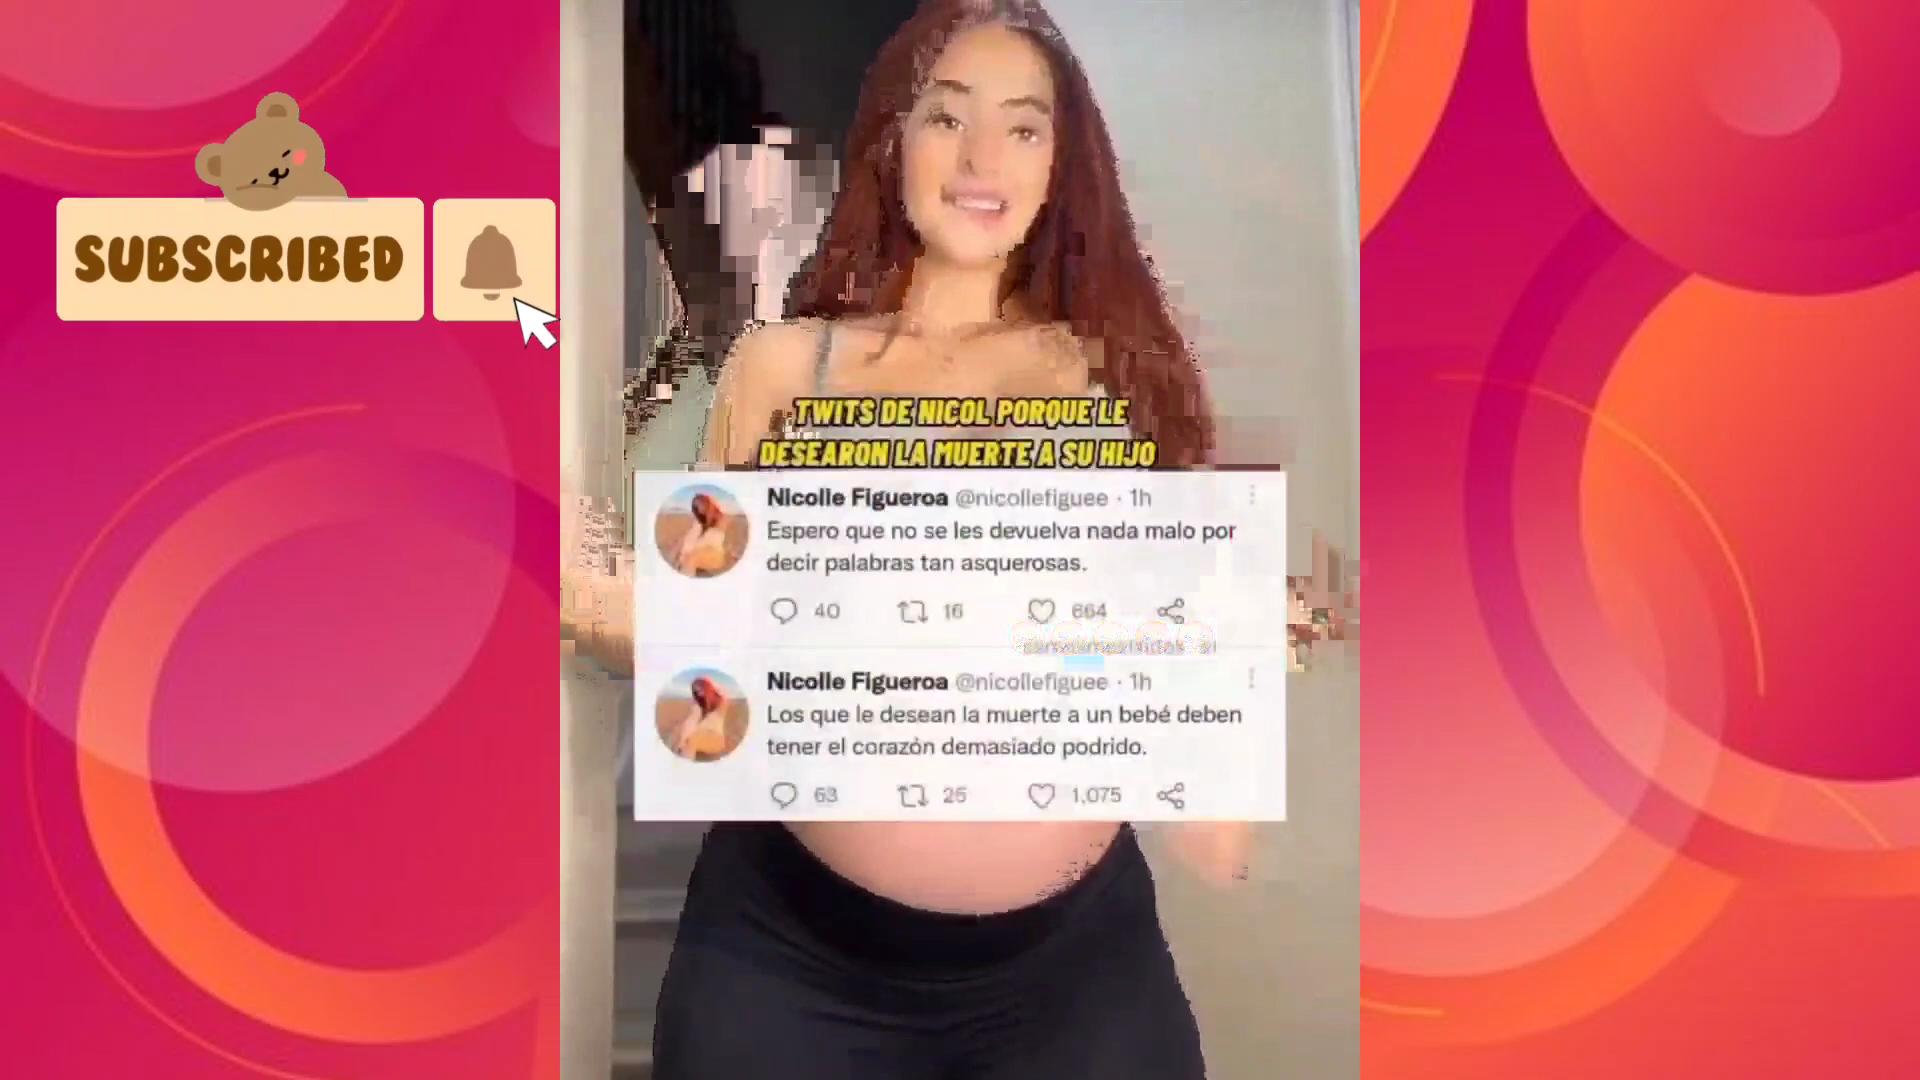 SUBSCRIBED
TWITS DE NICOL PORQUE LE
DESEARON LA MUERTE A SU HIJO
Nicolle Figueroa @nicollefiguee · 1h
Espero que no se les devuelva nada malo por
decir palabras tan asquerosas.
40 16 664
Nicolle Figueroa @nicollefiguee · 1h
Los que le desean la muerte a un bebé deben
tener el corazón demasiado podrido.
63 25 1,075